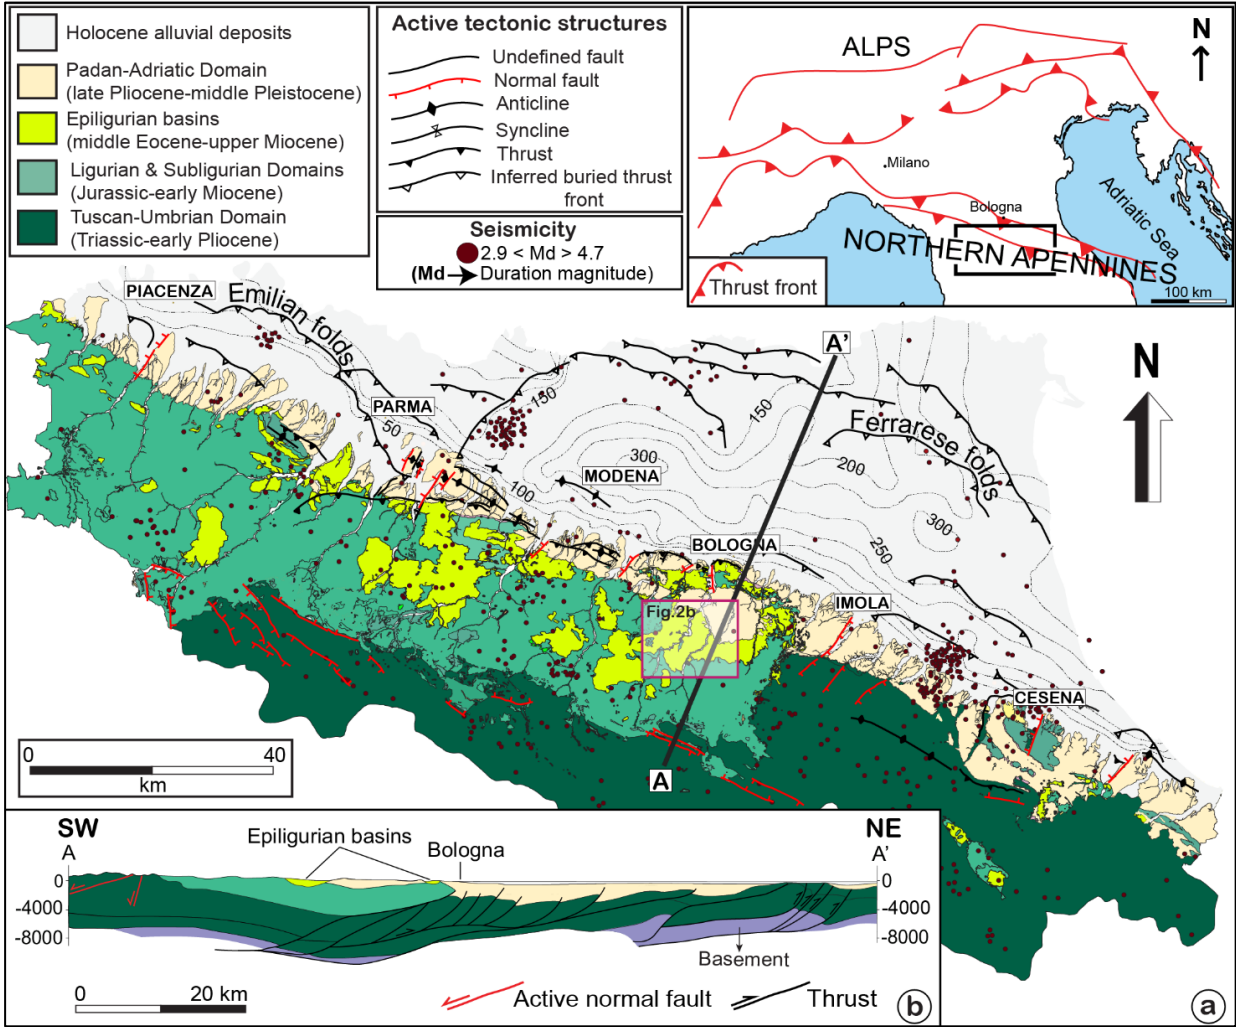 Holocene alluvial deposits
Padan-Adriatic Domain
(late Pliocene-middle Pleistocene)
Epiligurian basins
(middle Eocene-upper Miocene)
Ligurian & Subligurian Domains
(Jurassic-early Miocene)
Tuscan-Umbrian Domain
(Triassic-early Pliocene)
Active tectonic structures
Undefined fault
Normal fault
Anticline
Syncline
Thrust
Inferred buried thrust
front
Seismicity
2.9 < Md > 4.7
(Md → Duration magnitude)
ALPS
N
Milano
Bologna
Adriatic Sea
NORTHERN APENNINES
Thrust front
100 km
PIACENZA
Emilian folds
A'
N
PARMA
50
150
150
Ferrarese folds
300
200
MODENA
100
300
250
BOLOGNA
IMOLA
Fig.2b
CESENA
A
0 40
km
SW NE
A A'
Epiligurian basins
Bologna
0 0
-4000 -4000
-8000 -8000
Basement
0 20 km
Active normal fault
Thrust
b
a